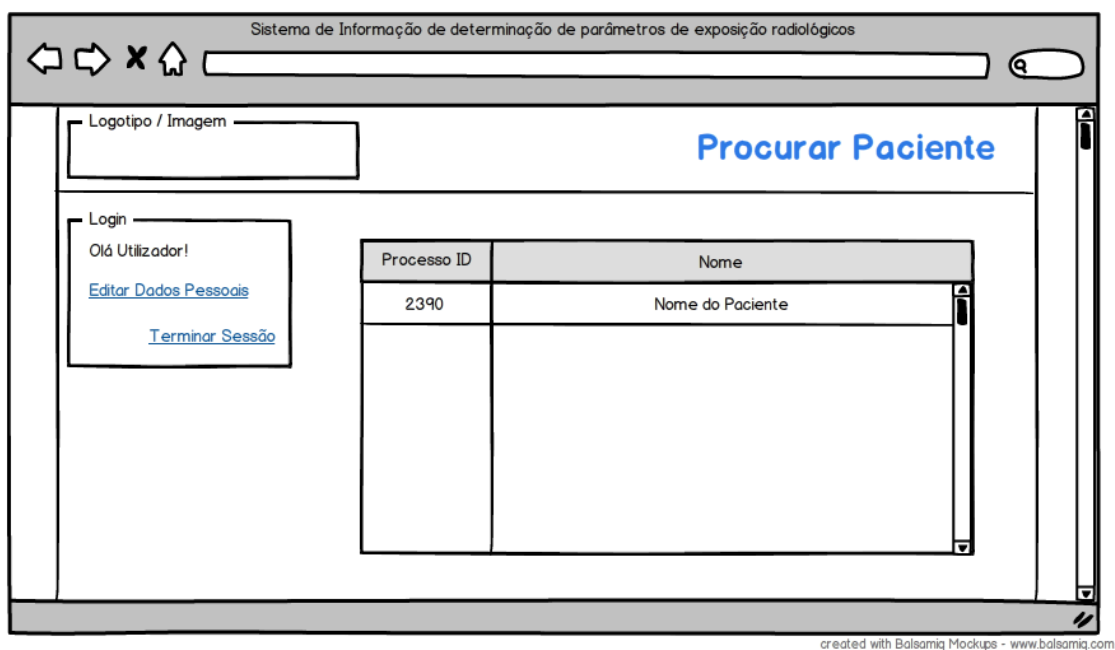 Sistema de Informação de determinação de parâmetros de exposição radiológicos
Logotipo / Imagem
Procurar Paciente
Login
Olá Utilizador!
Editar Dados Pessoais
Terminar Sessão
Processo ID Nome
2390 Nome do Paciente
created with Balsamiq Mockups - www.balsamiq.com